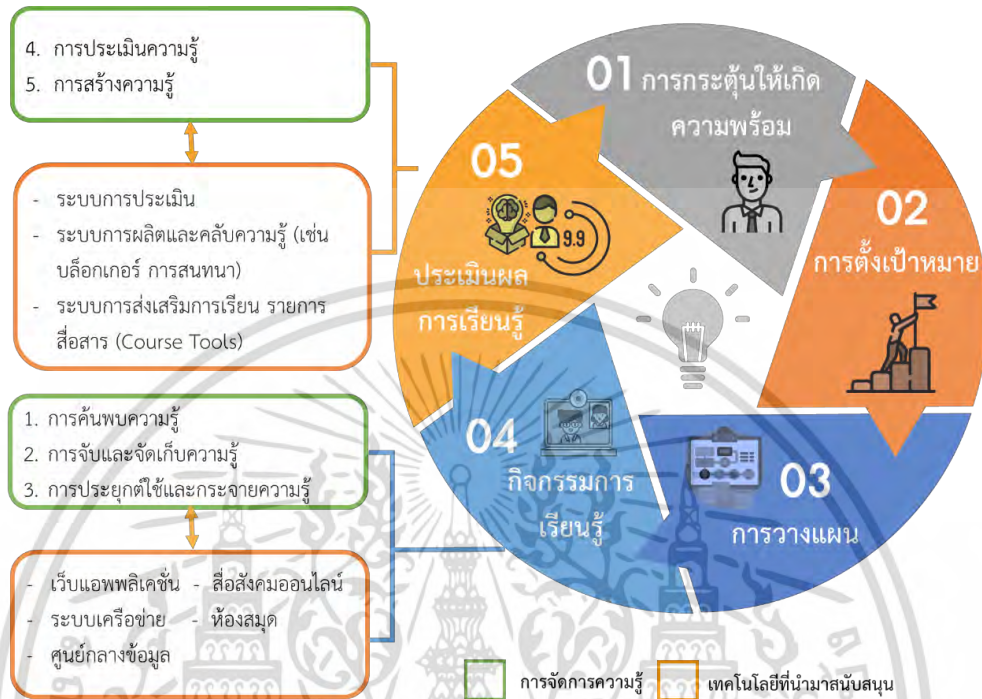 4. การประเมินความรู้
5. การสร้างความรู้
- ระบบการประเมิน
- ระบบการผลิตและคลับความรู้ (เช่น
บล็อกเกอร์ การสนทนา)
- ระบบการส่งเสริมการเรียน รายการ
สื่อสาร (Course Tools)
1. การค้นพบความรู้
2. การจับและจัดเก็บความรู้
3. การประยุกต์ใช้และกระจายความรู้
- เว็บแอพพลิเคชั่น - สื่อสังคมออนไลน์
- ระบบเครือข่าย - ห้องสมุด
- ศูนย์กลางข้อมูล
01 การกระตุ้นให้เกิด
ความพร้อม
02
การตั้งเป้าหมาย
03
การวางแผน
04
กิจกรรมการ
เรียนรู้
05
9.9
ประเมินผล
การเรียนรู้
การจัดการความรู้
เทคโนโลยีที่นำมาสนับสนุน